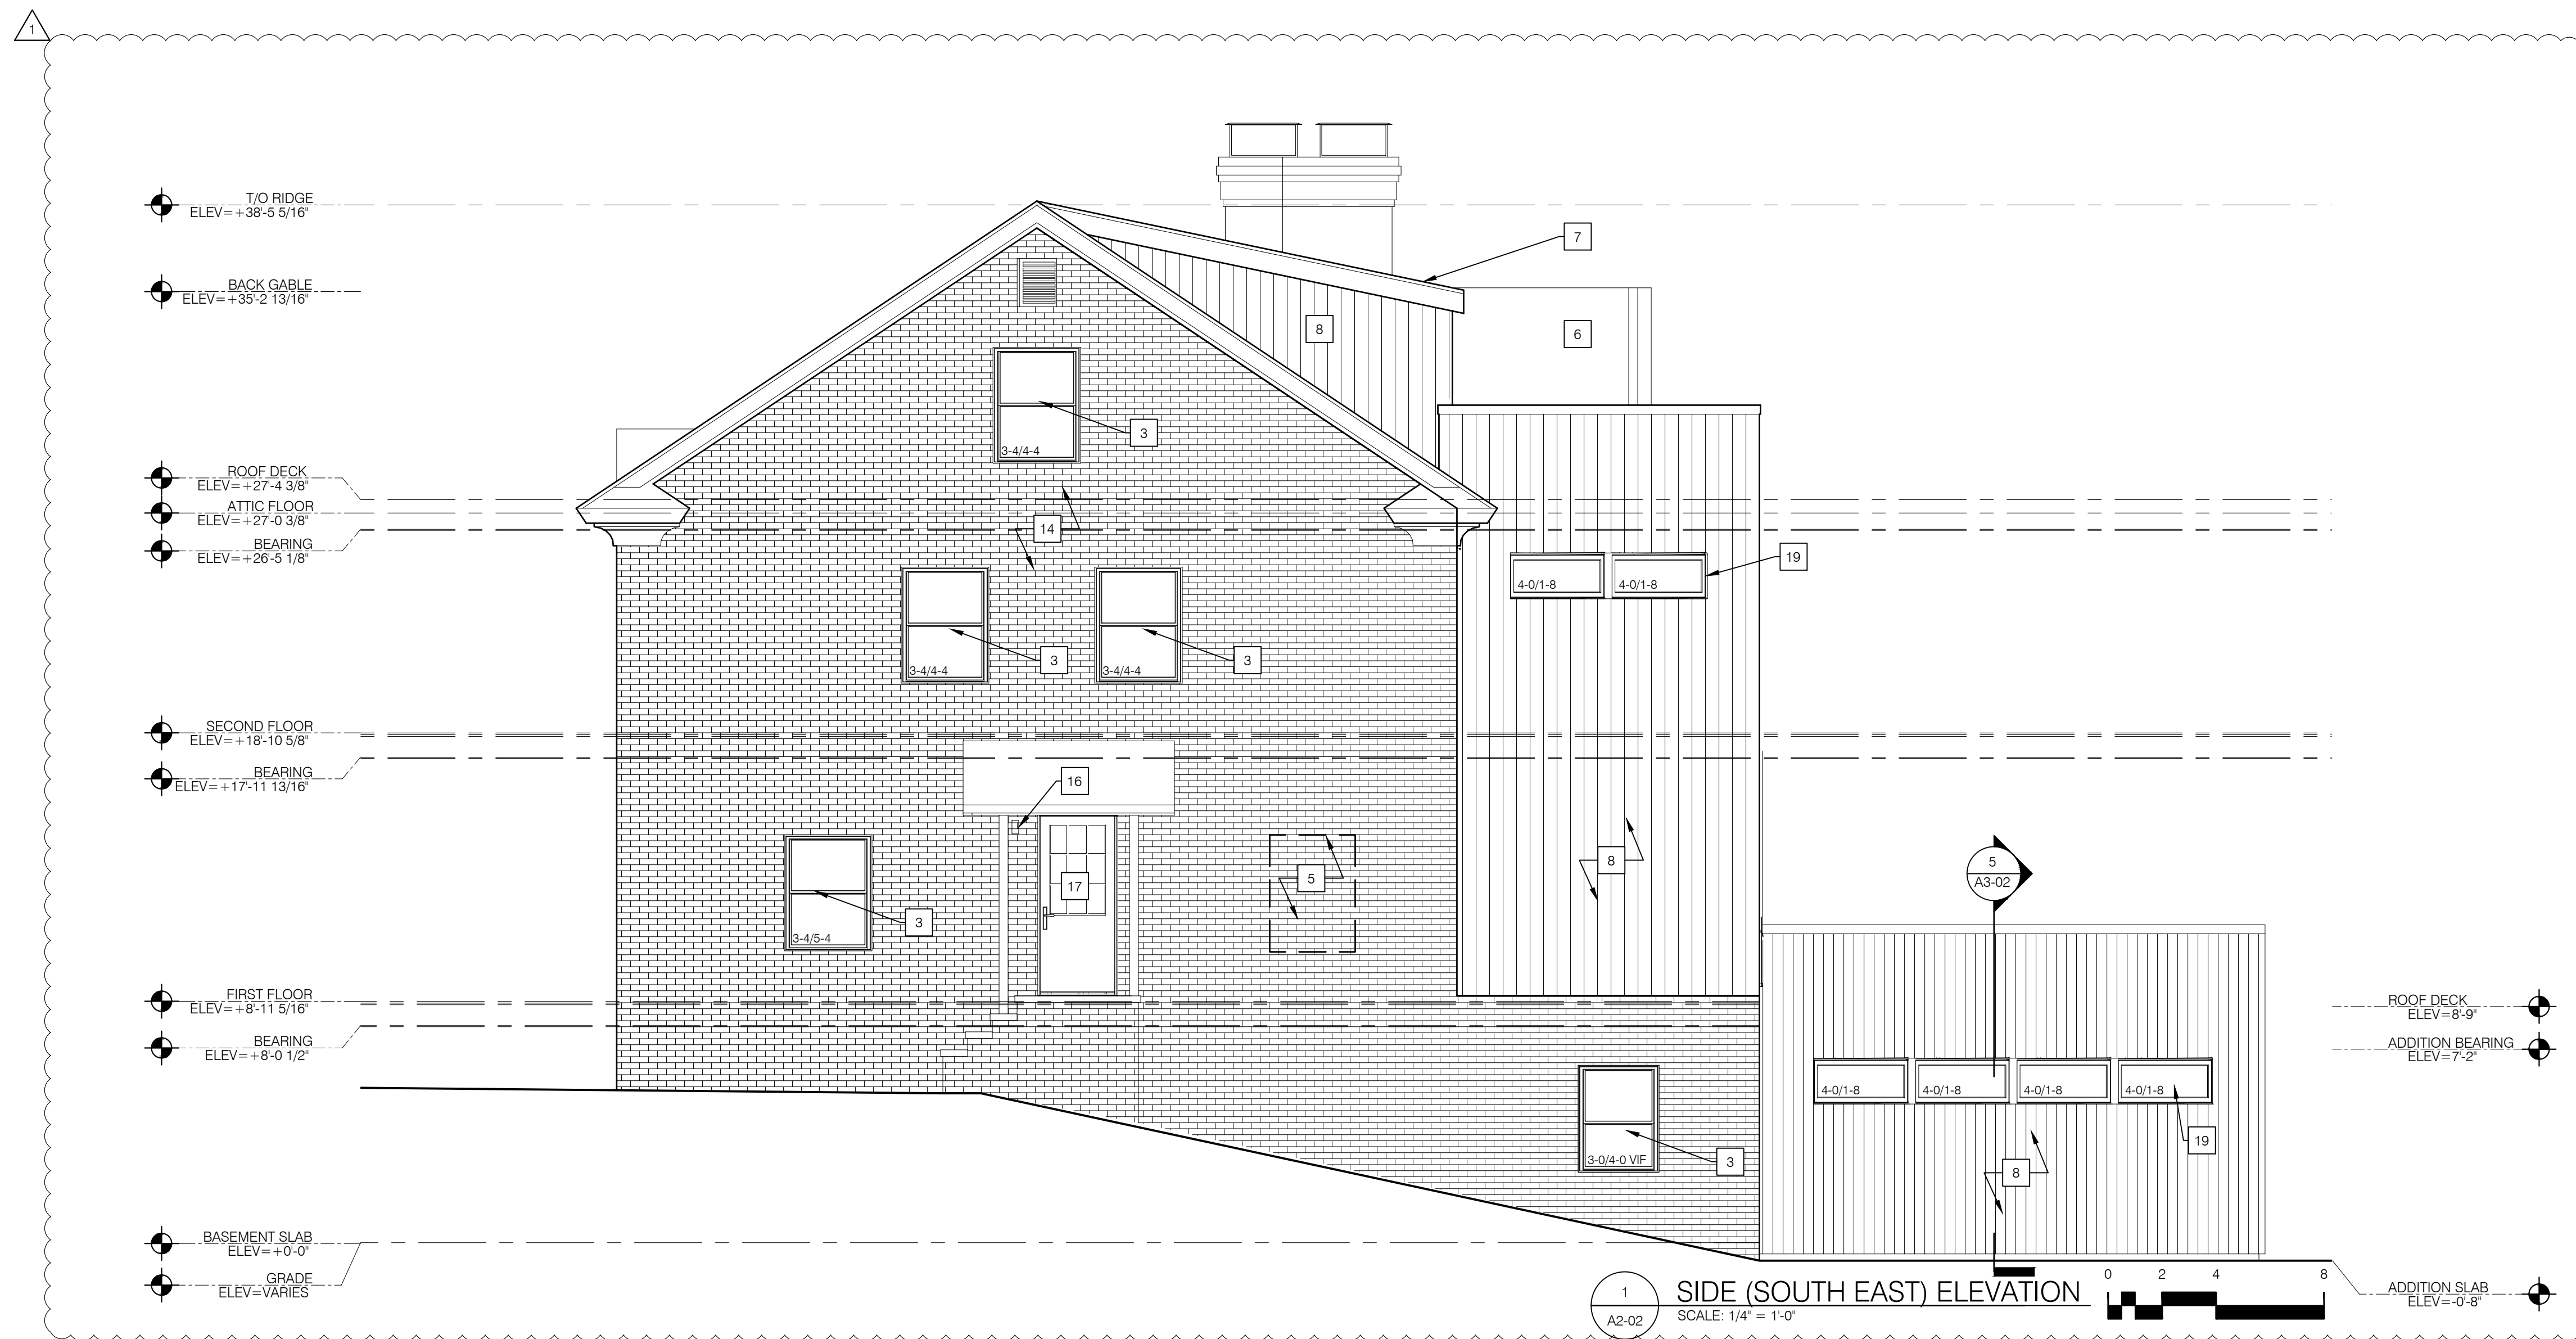 1
T/O RIDGE
ELEV=+38'-5 5/16"
7
BACK GABLE
ELEV=+35'-2 13/16"
8
6
3
3-4/4-4
ROOF DECK
ELEV=+27'-4 3/8"
ATTIC FLOOR
ELEV=+27'-0 3/8"
14
BEARING
ELEV=+26'-5 1/8"
19
4-0/1-8
4-0/1-8
3
3
3-4/4-4
3-4/4-4
SECOND FLOOR
ELEV=+18'-10 5/8"
BEARING
ELEV=+17'-11 13/16"
16
8
5
A3-02
5
17
3
3-4/5-4
FIRST FLOOR
ELEV=+8'-11 5/16"
ROOF DECK
ELEV=8'-9"
BEARING
ELEV=+8'-0 1/2"
ADDITION BEARING
ELEV=7'-2"
4-0/1-8
4-0/1-8
4-0/1-8
4-0/1-8
19
3-0/4-0 VIF
3
8
BASEMENT SLAB
ELEV=+0'-0"
GRADE
ELEV=VARIES
1
A2-02
SIDE (SOUTH EAST) ELEVATION
SCALE: 1/4" = 1'-0"
0 2 4 8
ADDITION SLAB
ELEV=-0'-8"